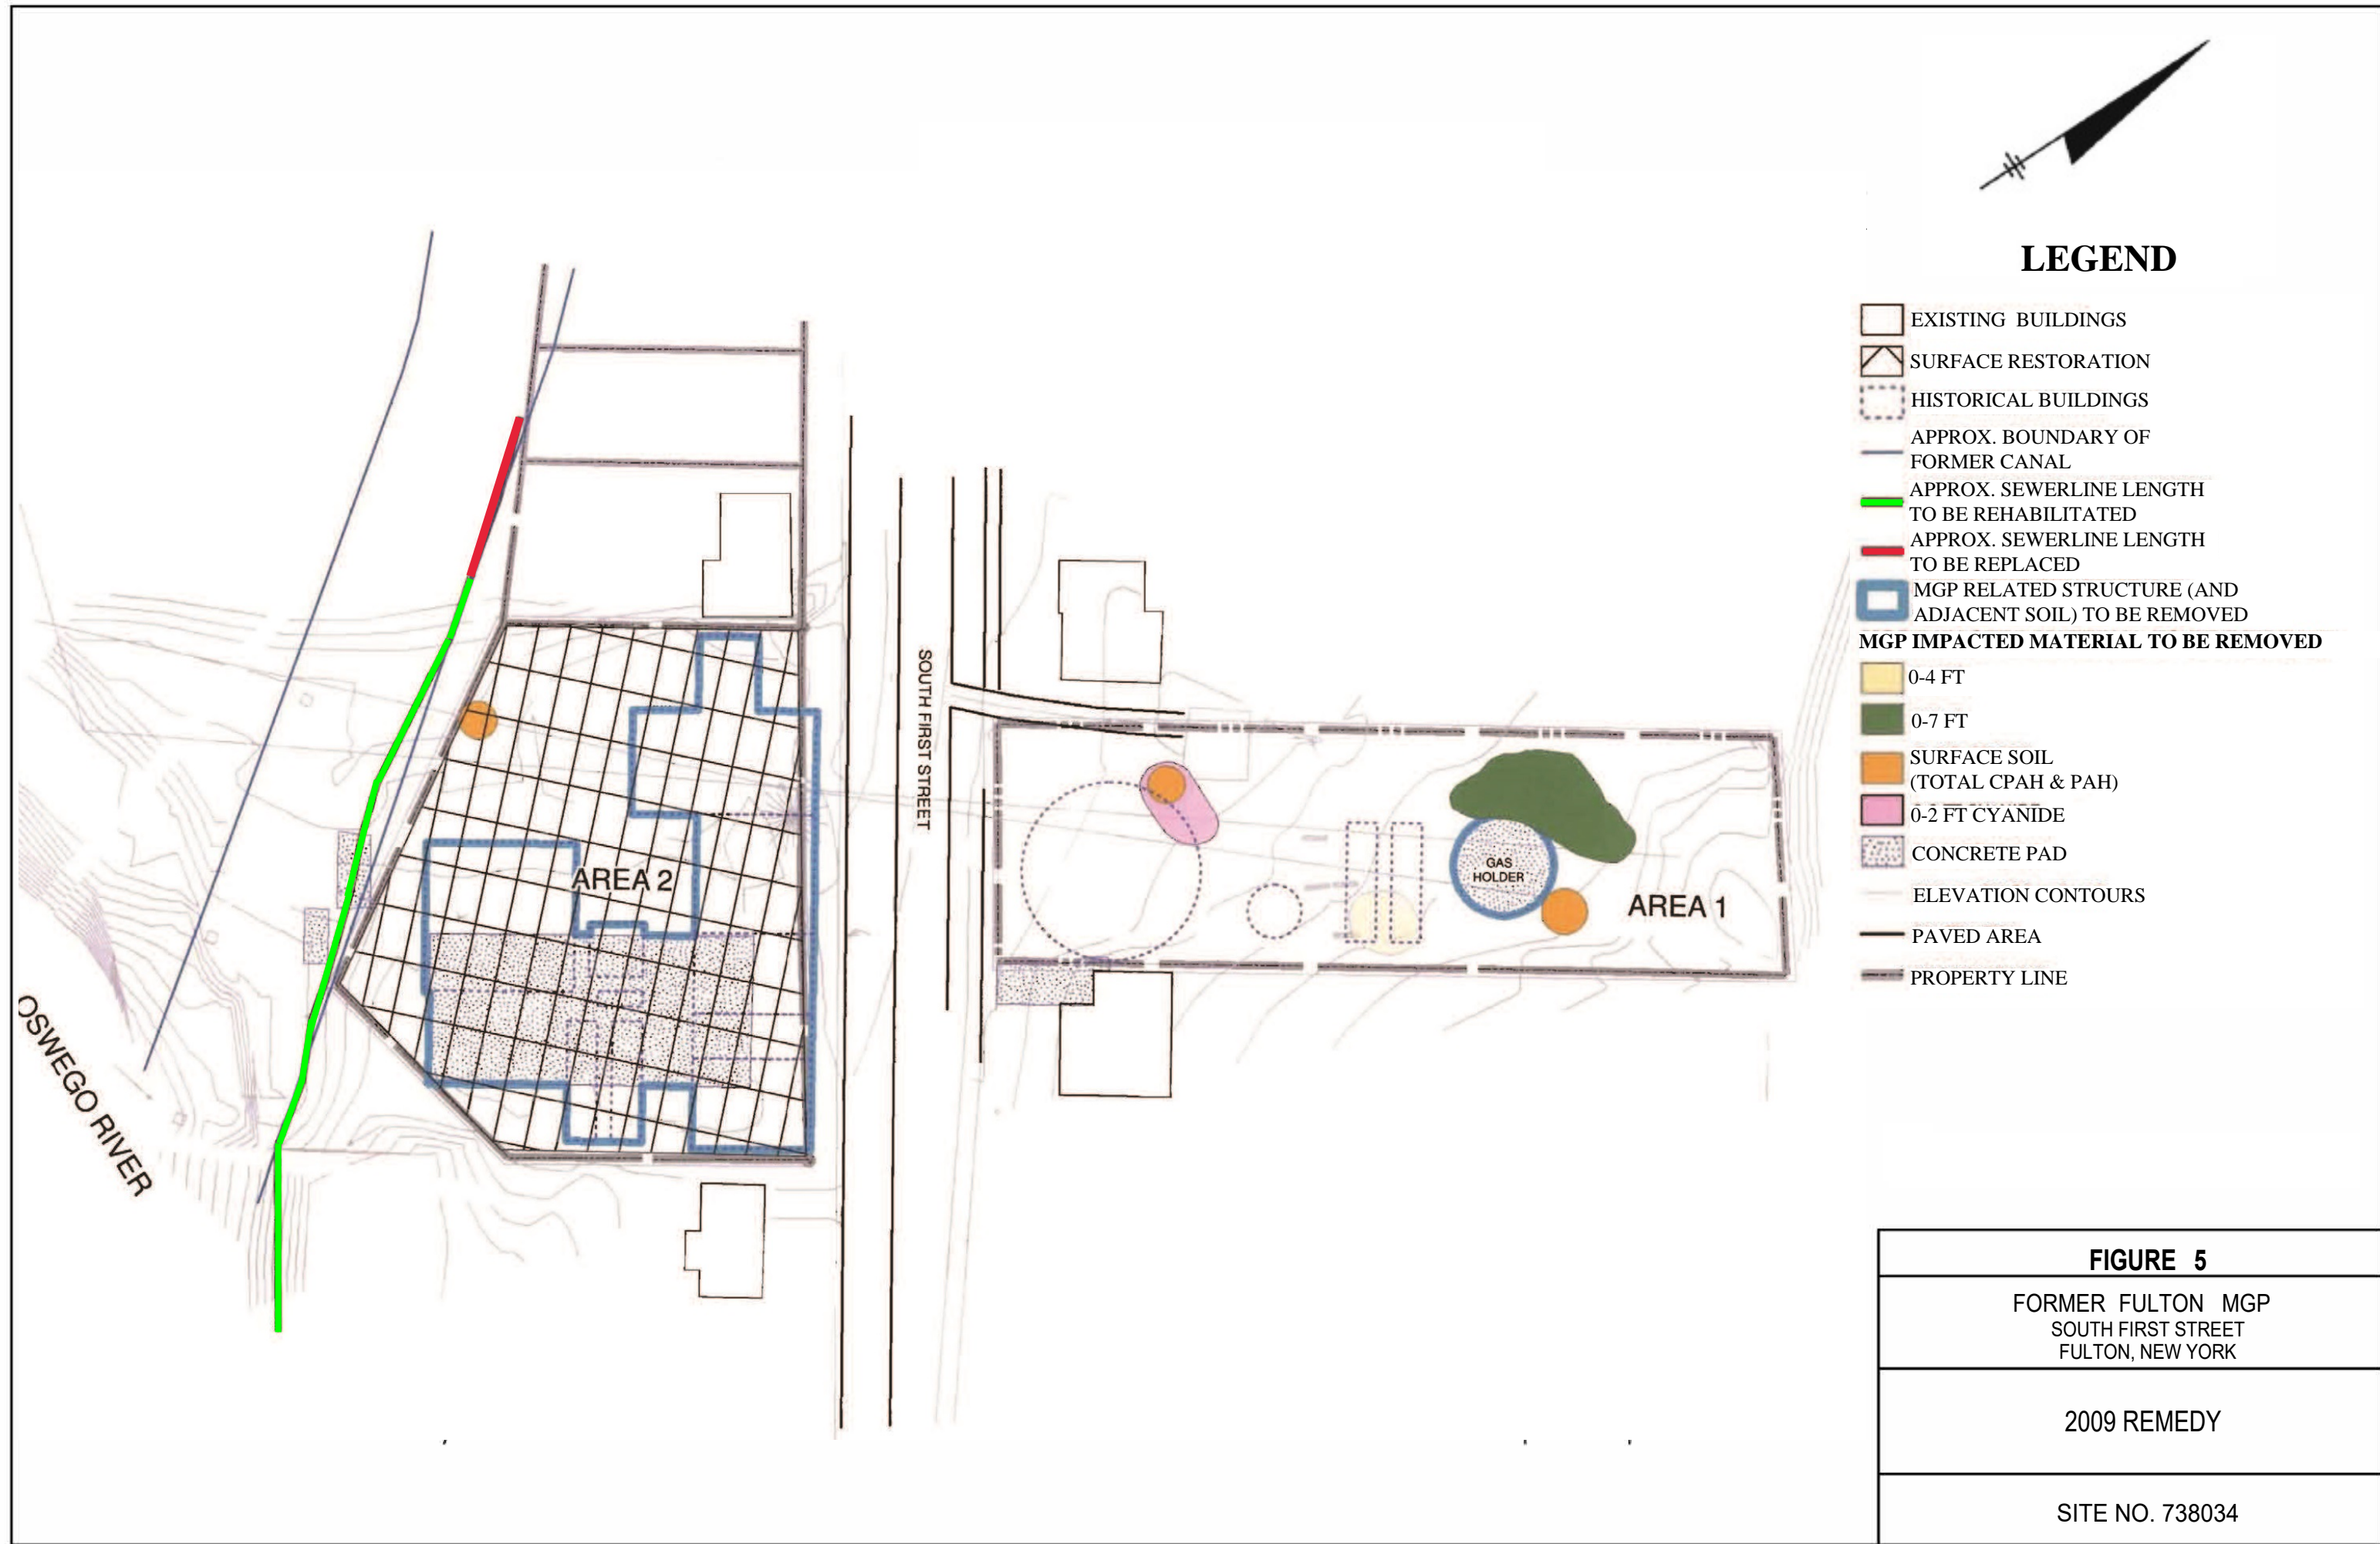 LEGEND
EXISTING BUILDINGS
SURFACE RESTORATION
HISTORICAL BUILDINGS
APPROX. BOUNDARY OF
FORMER CANAL
APPROX. SEWERLINE LENGTH
TO BE REHABILITATED
APPROX. SEWERLINE LENGTH
TO BE REPLACED
MGP RELATED STRUCTURE (AND
ADJACENT SOIL) TO BE REMOVED
MGP IMPACTED MATERIAL TO BE REMOVED
0-4 FT
0-7 FT
SURFACE SOIL
(TOTAL CPAH & PAH)
0-2 FT CYANIDE
CONCRETE PAD
ELEVATION CONTOURS
PAVED AREA
PROPERTY LINE
SOUTH FIRST STREET
AREA 2
GAS
HOLDER
AREA 1
OSWEGO RIVER
FIGURE 5
FORMER FULTON MGP
SOUTH FIRST STREET
FULTON, NEW YORK
2009 REMEDY
SITE NO. 738034